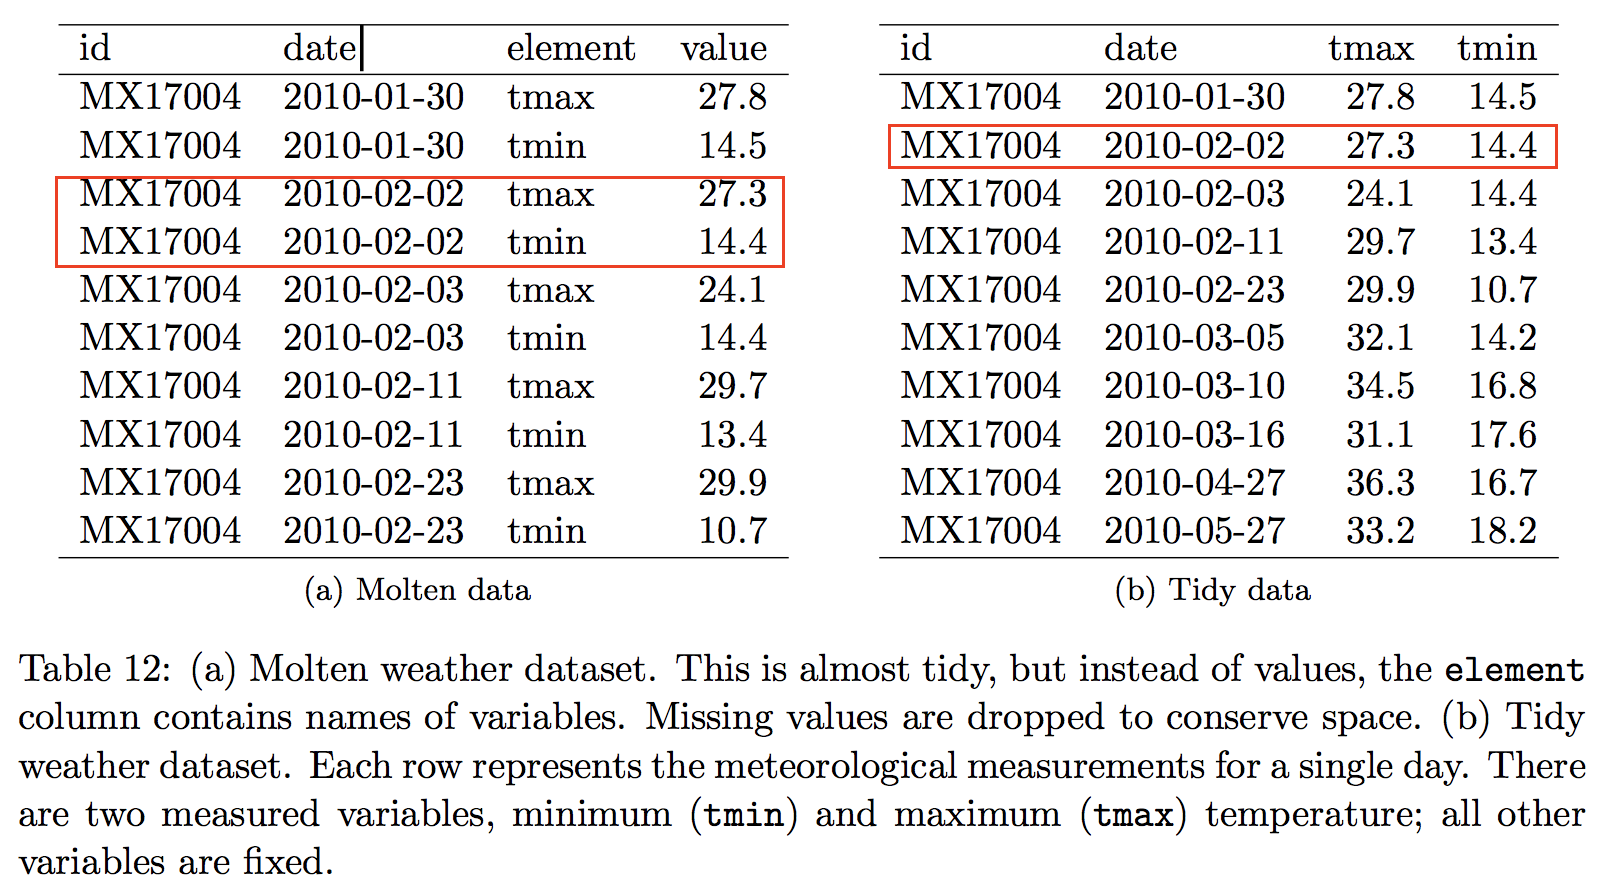 id date element value
MX17004 2010-01-30 tmax 27.8
MX17004 2010-01-30 tmin 14.5
MX17004 2010-02-02 tmax 27.3
MX17004 2010-02-02 tmin 14.4
MX17004 2010-02-03 tmax 24.1
MX17004 2010-02-03 tmin 14.4
MX17004 2010-02-11 tmax 29.7
MX17004 2010-02-11 tmin 13.4
MX17004 2010-02-23 tmax 29.9
MX17004 2010-02-23 tmin 10.7
(a) Molten data
id date tmax tmin
MX17004 2010-01-30 27.8 14.5
MX17004 2010-02-02 27.3 14.4
MX17004 2010-02-03 24.1 14.4
MX17004 2010-02-11 29.7 13.4
MX17004 2010-02-23 29.9 10.7
MX17004 2010-03-05 32.1 14.2
MX17004 2010-03-10 34.5 16.8
MX17004 2010-03-16 31.1 17.6
MX17004 2010-04-27 36.3 16.7
MX17004 2010-05-27 33.2 18.2
(b) Tidy data
Table 12: (a) Molten weather dataset. This is almost tidy, but instead of values, the element
column contains names of variables. Missing values are dropped to conserve space. (b) Tidy
weather dataset. Each row represents the meteorological measurements for a single day. There
are two measured variables, minimum (tmin) and maximum (tmax) temperature; all other
variables are fixed.